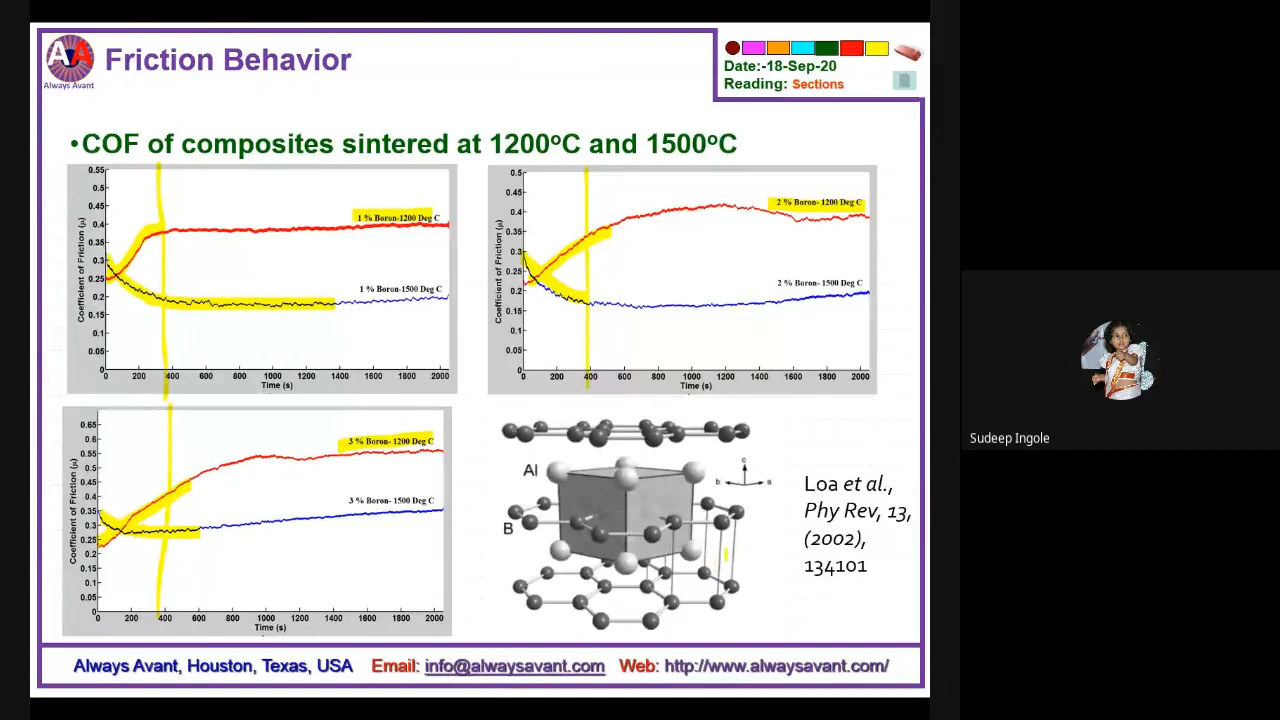 Always Avant
Friction Behavior
Date:-18-Sep-20
Reading: Sections
•COF of composites sintered at 1200ºC and 1500ºC
0.55
0.5
0.45
0.4
0.35
0.3
0.25
0.2
0.15
0.1
0.05
0
Coefficient of Friction (μ)
1 % Boron-1200 Deg C
1 % Boron-1500 Deg C
0 200 400 600 800 1000 1200 1400 1600 1800 2000
Time (s)
0.5
0.45
0.4
0.35
0.3
0.25
0.2
0.15
0.1
0.05
0
Coefficient of Friction (μ)
2 % Boron- 1200 Deg C
2 % Boron- 1500 Deg C
0 200 400 600 800 1000 1200 1400 1600 1800 2000
Time (s)
0.65
0.6
0.55
0.5
0.45
0.4
0.35
0.3
0.25
0.2
0.15
0.1
0.05
0
Coefficient of Friction (μ)
3 % Boron- 1200 Deg C
3 % Boron- 1500 Deg C
0 200 400 600 800 1000 1200 1400 1600 1800 2000
Time (s)
Al
B
c
b a
Loa et al.,
Phy Rev, 13,
(2002),
134101
Always Avant, Houston, Texas, USA Email: info@alwaysavant.com Web: http://www.alwaysavant.com/
Sudeep Ingole